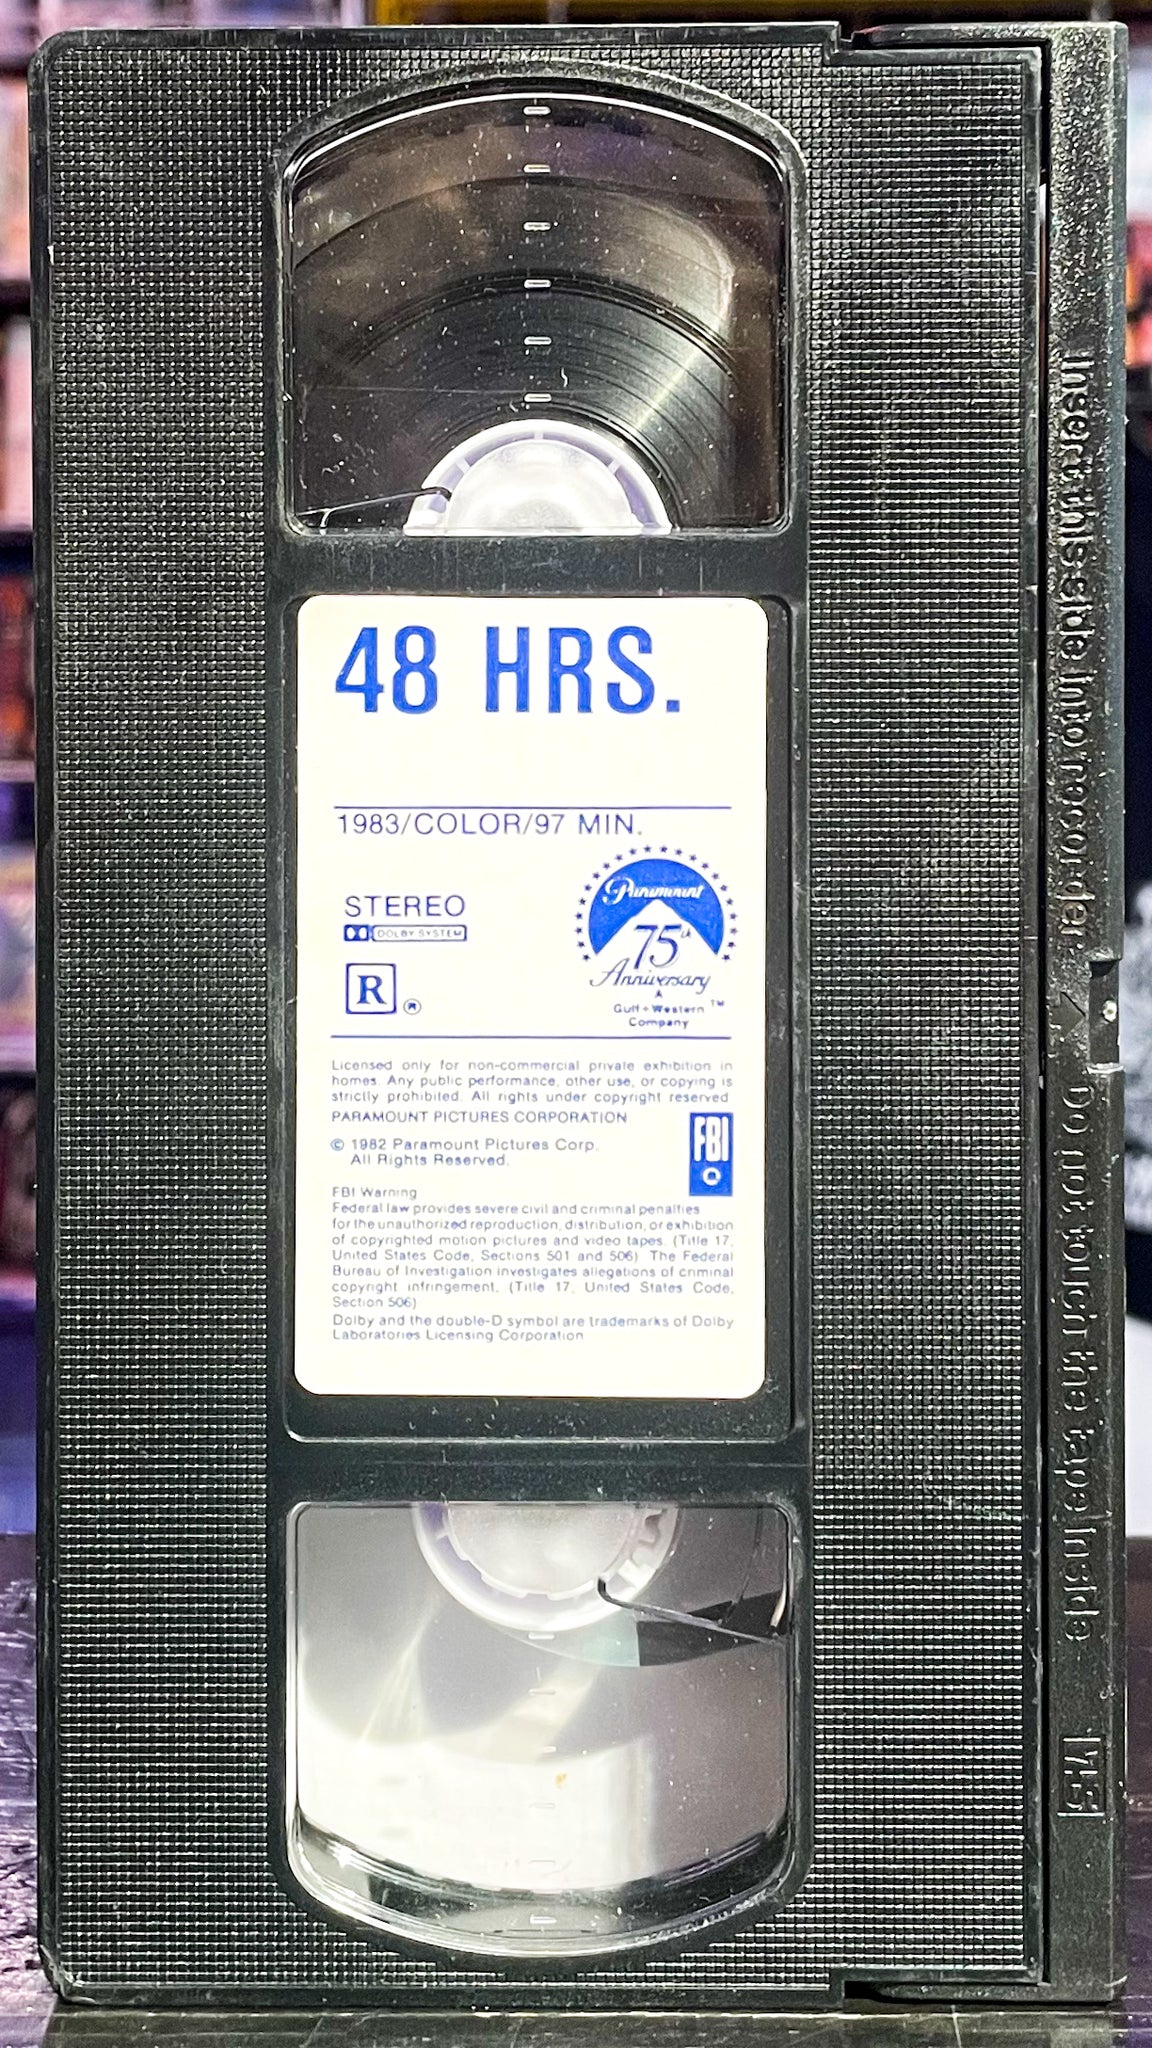 48 HRS.
1983/COLOR/97 MIN.
STEREO
DOLBY SYSTEM
R ®
Paramount
75th
Anniversary
A
Gulf+Western ™
Company
Licensed only for non-commercial private exhibition in
homes. Any public performance, other use, or copying is
strictly prohibited. All rights under copyright reserved
PARAMOUNT PICTURES CORPORATION
© 1982 Paramount Pictures Corp.
All Rights Reserved.
FBI
FBI Warning
Federal law provides severe civil and criminal penalties
for the unauthorized reproduction, distribution, or exhibition
of copyrighted motion pictures and video tapes. (Title 17,
United States Code, Sections 501 and 506) The Federal
Bureau of Investigation investigates allegations of criminal
copyright infringement, (Title 17, United States Code,
Section 506)
Dolby and the double-D symbol are trademarks of Dolby
Laboratories Licensing Corporation
Insert this side into recorder. △ Do not touch the tape inside
VHS